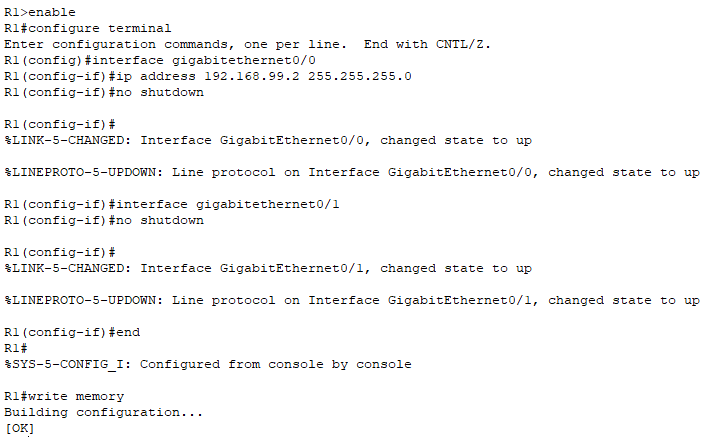 R1>enable
R1#configure terminal
Enter configuration commands, one per line.  End with CNTL/Z.
R1(config)#interface gigabitethernet0/0
R1(config-if)#ip address 192.168.99.2 255.255.255.0
R1(config-if)#no shutdown
R1(config-if)#
%LINK-5-CHANGED: Interface GigabitEthernet0/0, changed state to up
%LINEPROTO-5-UPDOWN: Line protocol on Interface GigabitEthernet0/0, changed state to up
R1(config-if)#interface gigabitethernet0/1
R1(config-if)#no shutdown
R1(config-if)#
%LINK-5-CHANGED: Interface GigabitEthernet0/1, changed state to up
%LINEPROTO-5-UPDOWN: Line protocol on Interface GigabitEthernet0/1, changed state to up
R1(config-if)#end
R1#
%SYS-5-CONFIG_I: Configured from console by console
R1#write memory
Building configuration...
[OK]